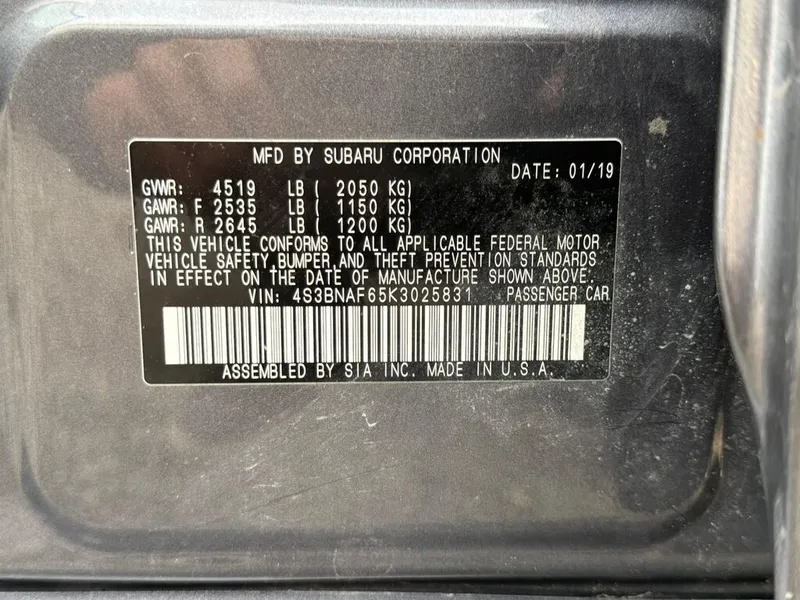 MFD BY SUBARU CORPORATION
DATE: 01/19
GVWR: 4519 LB ( 2050 KG)
GAWR: F 2535 LB ( 1150 KG)
GAWR: R 2645 LB ( 1200 KG)
THIS VEHICLE CONFORMS TO ALL APPLICABLE FEDERAL MOTOR
VEHICLE SAFETY, BUMPER, AND THEFT PREVENTION STANDARDS
IN EFFECT ON THE DATE OF MANUFACTURE SHOWN ABOVE.
VIN: 4S3BNAF65K3025831 PASSENGER CAR
ASSEMBLED BY SIA INC. MADE IN U.S.A.